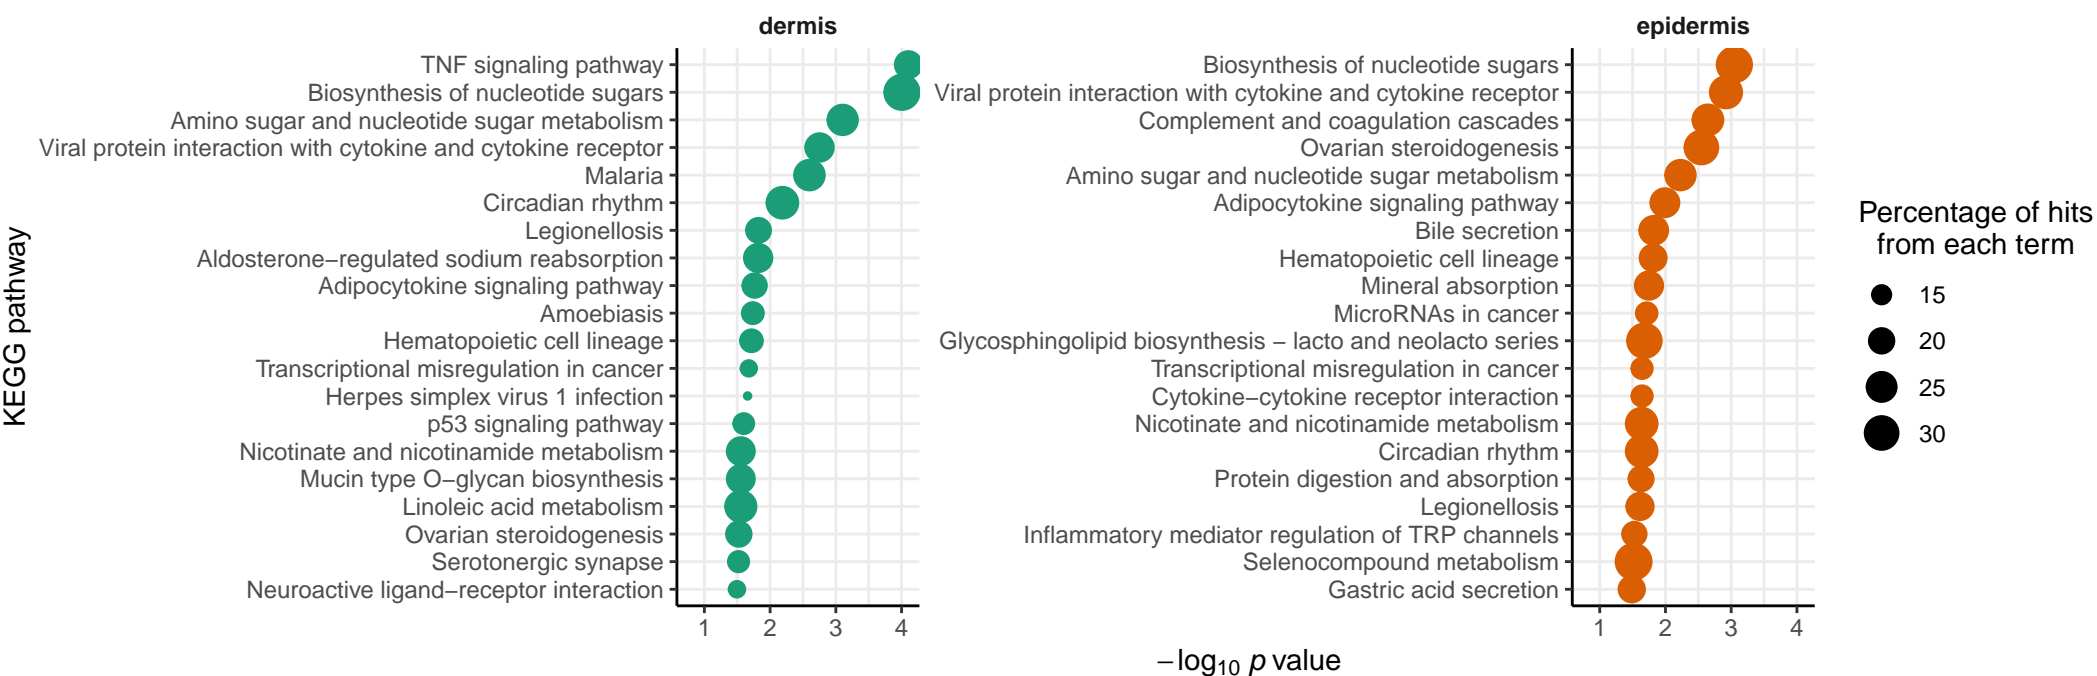 dermis
TNF signaling pathway
Biosynthesis of nucleotide sugars
Amino sugar and nucleotide sugar metabolism
Viral protein interaction with cytokine and cytokine receptor
Malaria
Circadian rhythm
Legionellosis
Aldosterone−regulated sodium reabsorption
Adipocytokine signaling pathway
Amoebiasis
Hematopoietic cell lineage
Transcriptional misregulation in cancer
Herpes simplex virus 1 infection
p53 signaling pathway
Nicotinate and nicotinamide metabolism
Mucin type O−glycan biosynthesis
Linoleic acid metabolism
Ovarian steroidogenesis
Serotonergic synapse
Neuroactive ligand−receptor interaction
1 2 3 4
epidermis
Biosynthesis of nucleotide sugars
Viral protein interaction with cytokine and cytokine receptor
Complement and coagulation cascades
Ovarian steroidogenesis
Amino sugar and nucleotide sugar metabolism
Adipocytokine signaling pathway
Bile secretion
Hematopoietic cell lineage
Mineral absorption
MicroRNAs in cancer
Glycosphingolipid biosynthesis − lacto and neolacto series
Transcriptional misregulation in cancer
Cytokine−cytokine receptor interaction
Nicotinate and nicotinamide metabolism
Circadian rhythm
Protein digestion and absorption
Legionellosis
Inflammatory mediator regulation of TRP channels
Selenocompound metabolism
Gastric acid secretion
1 2 3 4
KEGG pathway
−log₁₀ p value
Percentage of hits
from each term
15
20
25
30